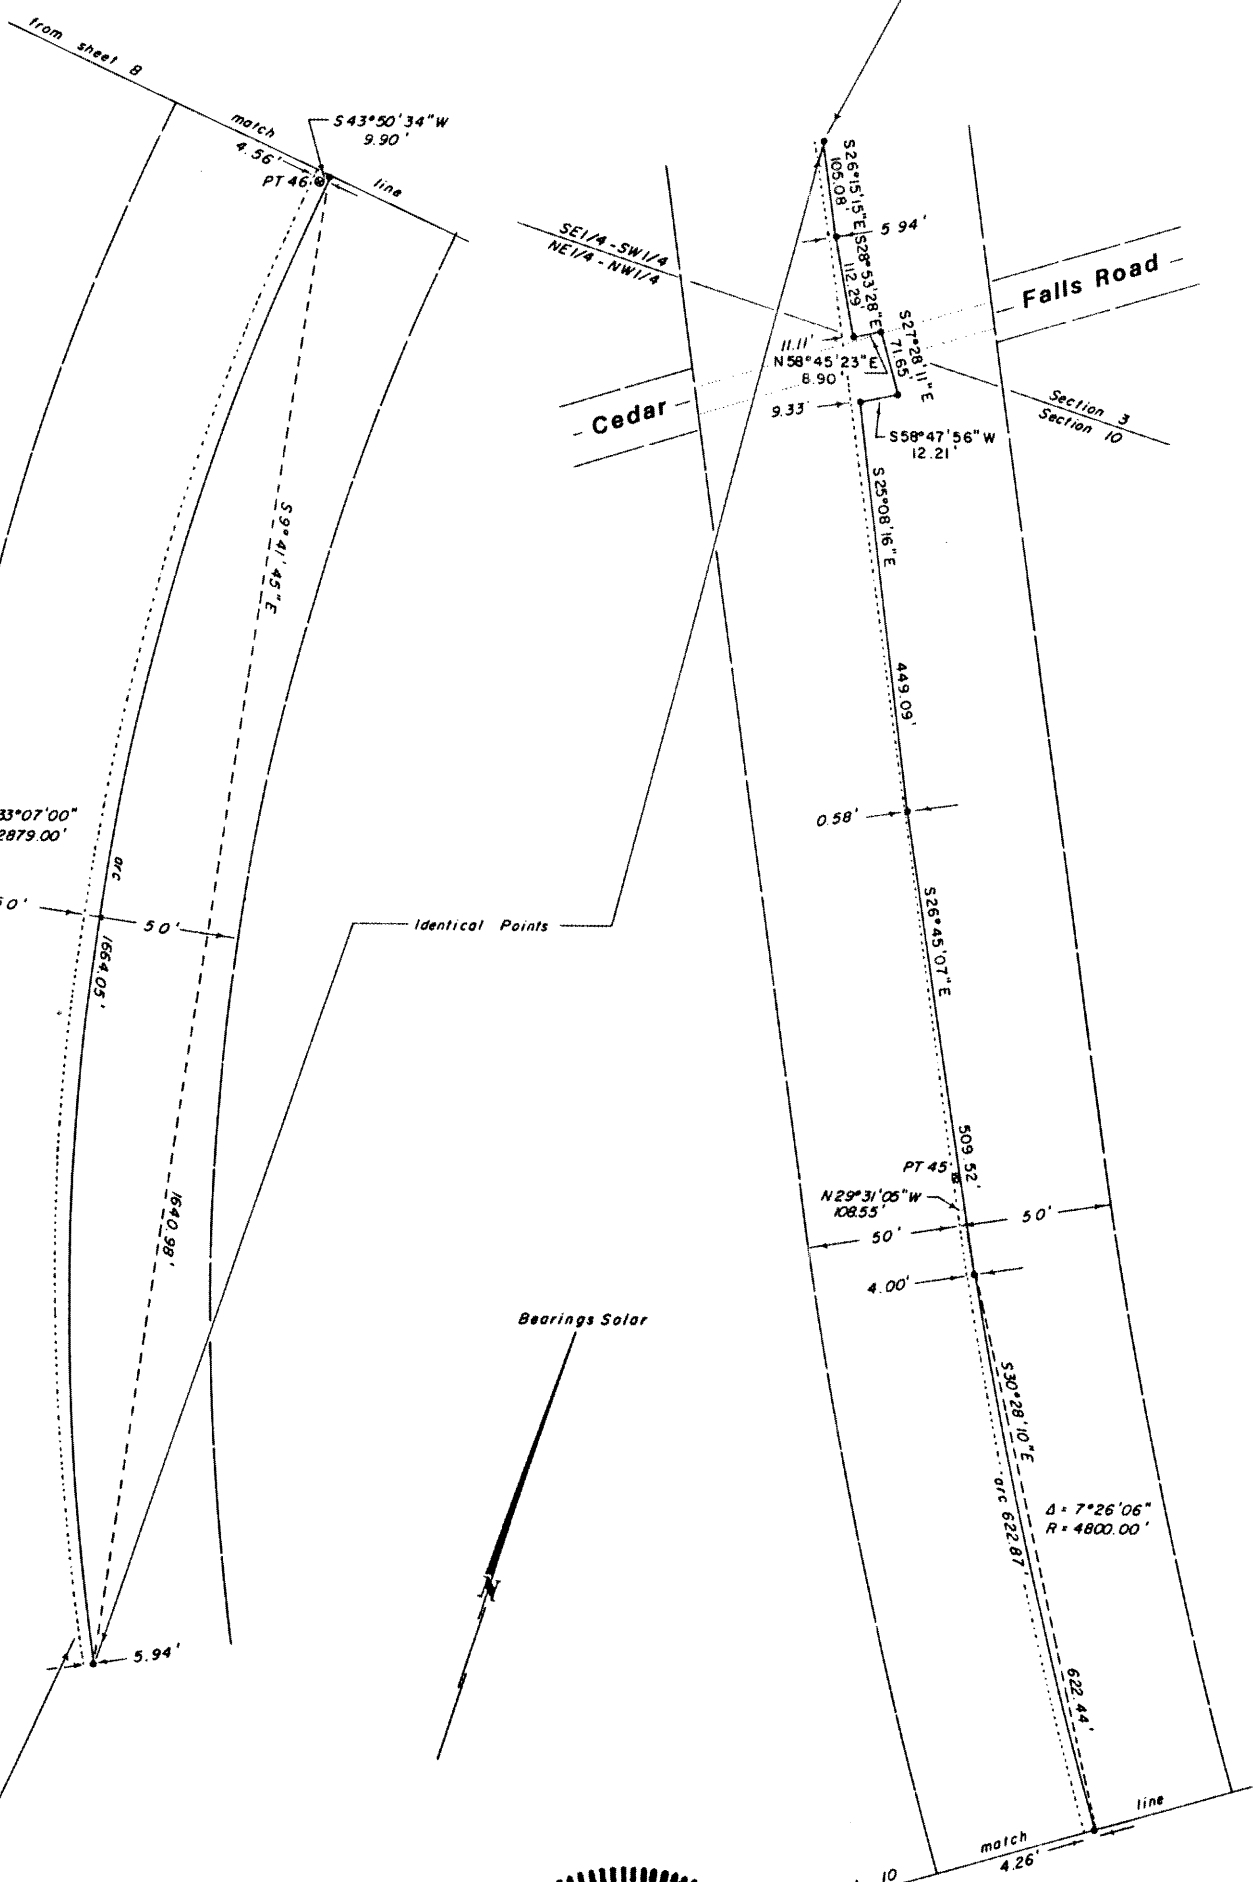 from sheet 8
match
line
S 43°50'34"W
9.90'
4.56'
PT 46
S9°41'45"E
1640.98'
33°07'00"
2879.00'
arc
1664.05'
50'
5.94'
Identical Points
SE1/4 - SW1/4
NE1/4 - NW1/4
S26°15'15"E
105.08'
5.94'
S28°53'28"E
112.29'
11.11'
N58°45'23"E
8.90'
S27°28'11"E
71.65'
9.33'
S58°47'56"W
12.21'
Cedar
Falls Road
Section 3
Section 10
S25°08'16"E
449.09'
0.58'
S26°45'07"E
509.52'
PT 45
N29°31'05"W
108.55'
50'
50'
4.00'
Bearings Solar
N
S30°28'10"E
arc 622.87'
Δ = 7°26'06"
R = 4800.00'
622.44'
match
line
4.26'
10